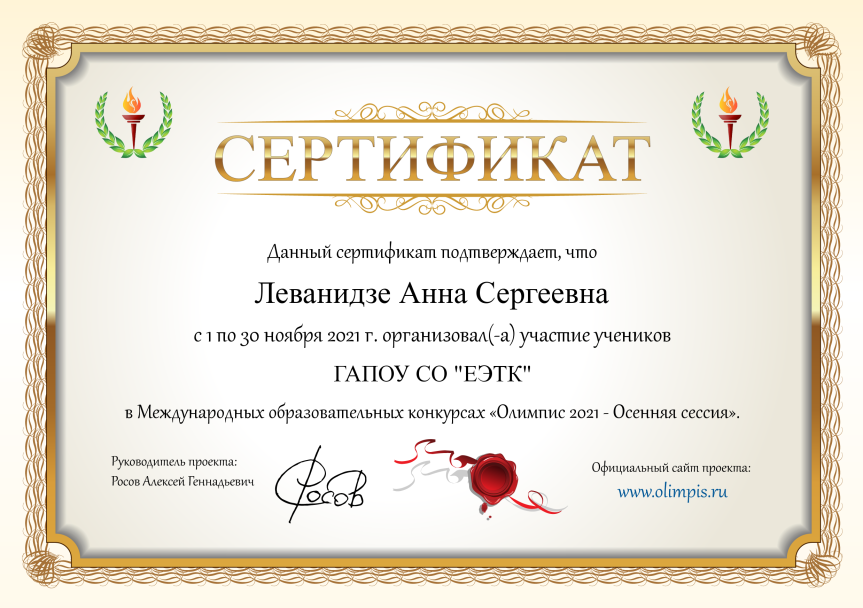 СЕРТИФИКАТ
Данный сертификат подтверждает, что
Леванидзе Анна Сергеевна
с 1 по 30 ноября 2021 г. организовал(-а) участие учеников
ГАПОУ СО "ЕЭТК"
в Международных образовательных конкурсах «Олимпис 2021 - Осенняя сессия».
Руководитель проекта:
Росов Алексей Геннадьевич
Росов
Официальный сайт проекта:
www.olimpis.ru